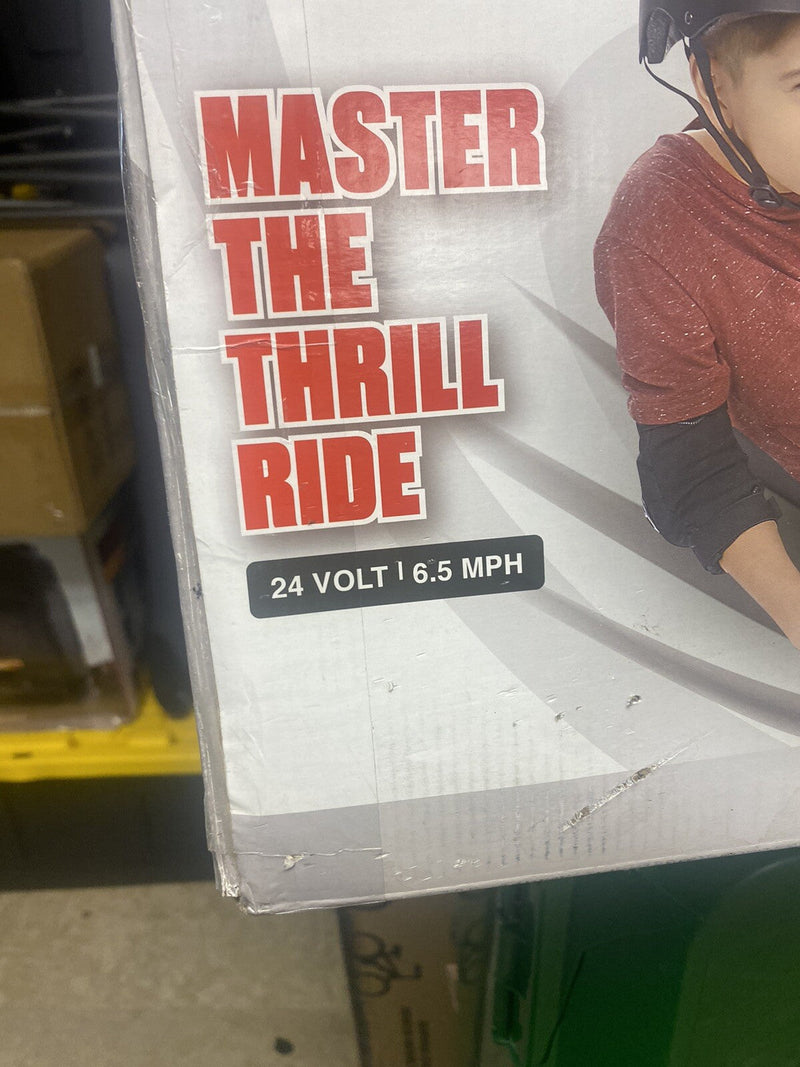 MASTER
THE
THRILL
RIDE
24 VOLT | 6.5 MPH